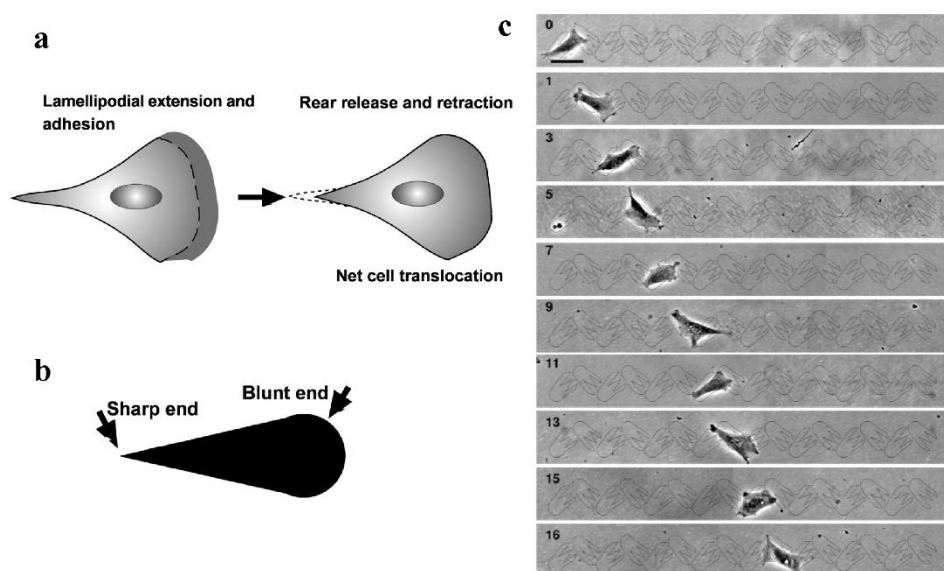 a
Lamellipodial extension and
adhesion
Rear release and retraction
Net cell translocation
b
Sharp end
Blunt end
c
0
1
3
5
7
9
11
13
15
16